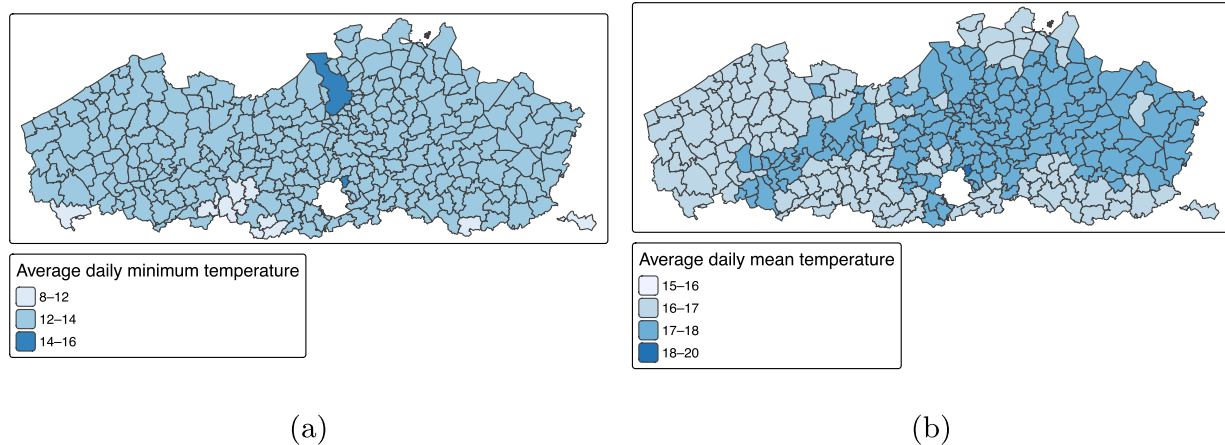 Average daily minimum temperature
8–12
12–14
14–16
(a)
Average daily mean temperature
15–16
16–17
17–18
18–20
(b)